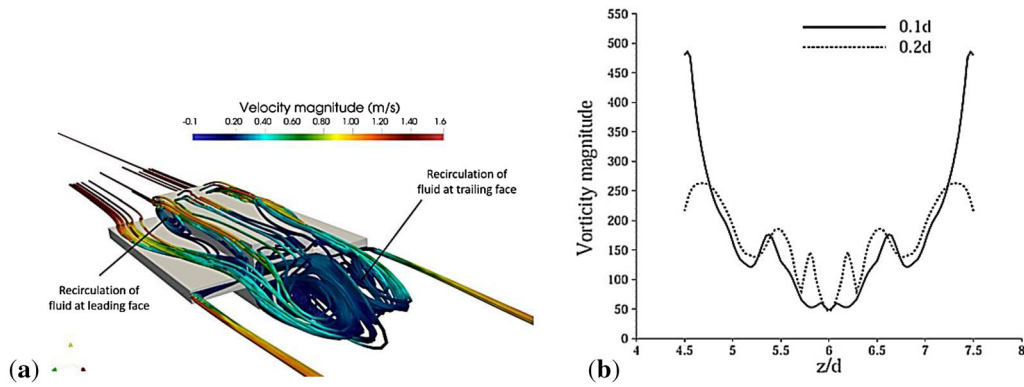 Velocity magnitude (m/s)
-0.1 0.20 0.40 0.60 0.80 1.00 1.20 1.40 1.6
Recirculation of
fluid at trailing face
Recirculation of
fluid at leading face
(a)
0.1d
0.2d
Vorticity magnitude
550
500
450
400
350
300
250
200
150
100
50
0
4 4.5 5 5.5 6 6.5 7 7.5 8
z/d
(b)